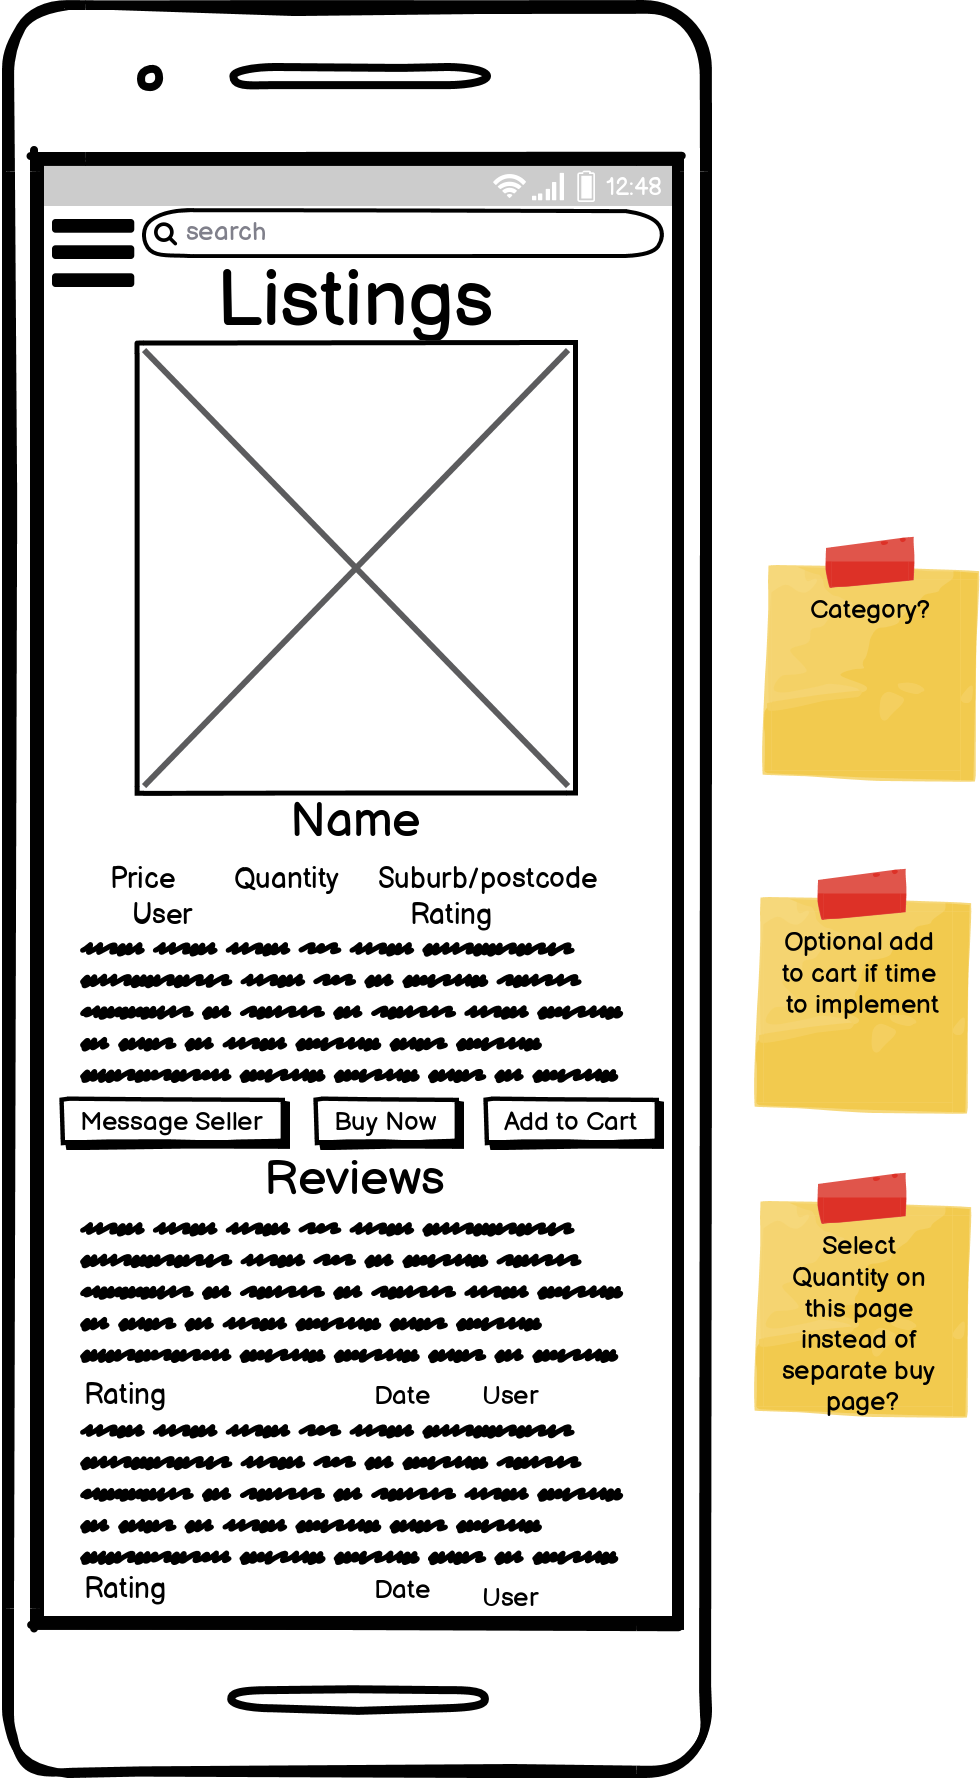 12:48
search
Listings
Name
Price Quantity Suburb/postcode
User Rating
Message Seller Buy Now Add to Cart
Reviews
Rating Date User
Rating Date User
Category?
Optional add
to cart if time
to implement
Select
Quantity on
this page
instead of
separate buy
page?